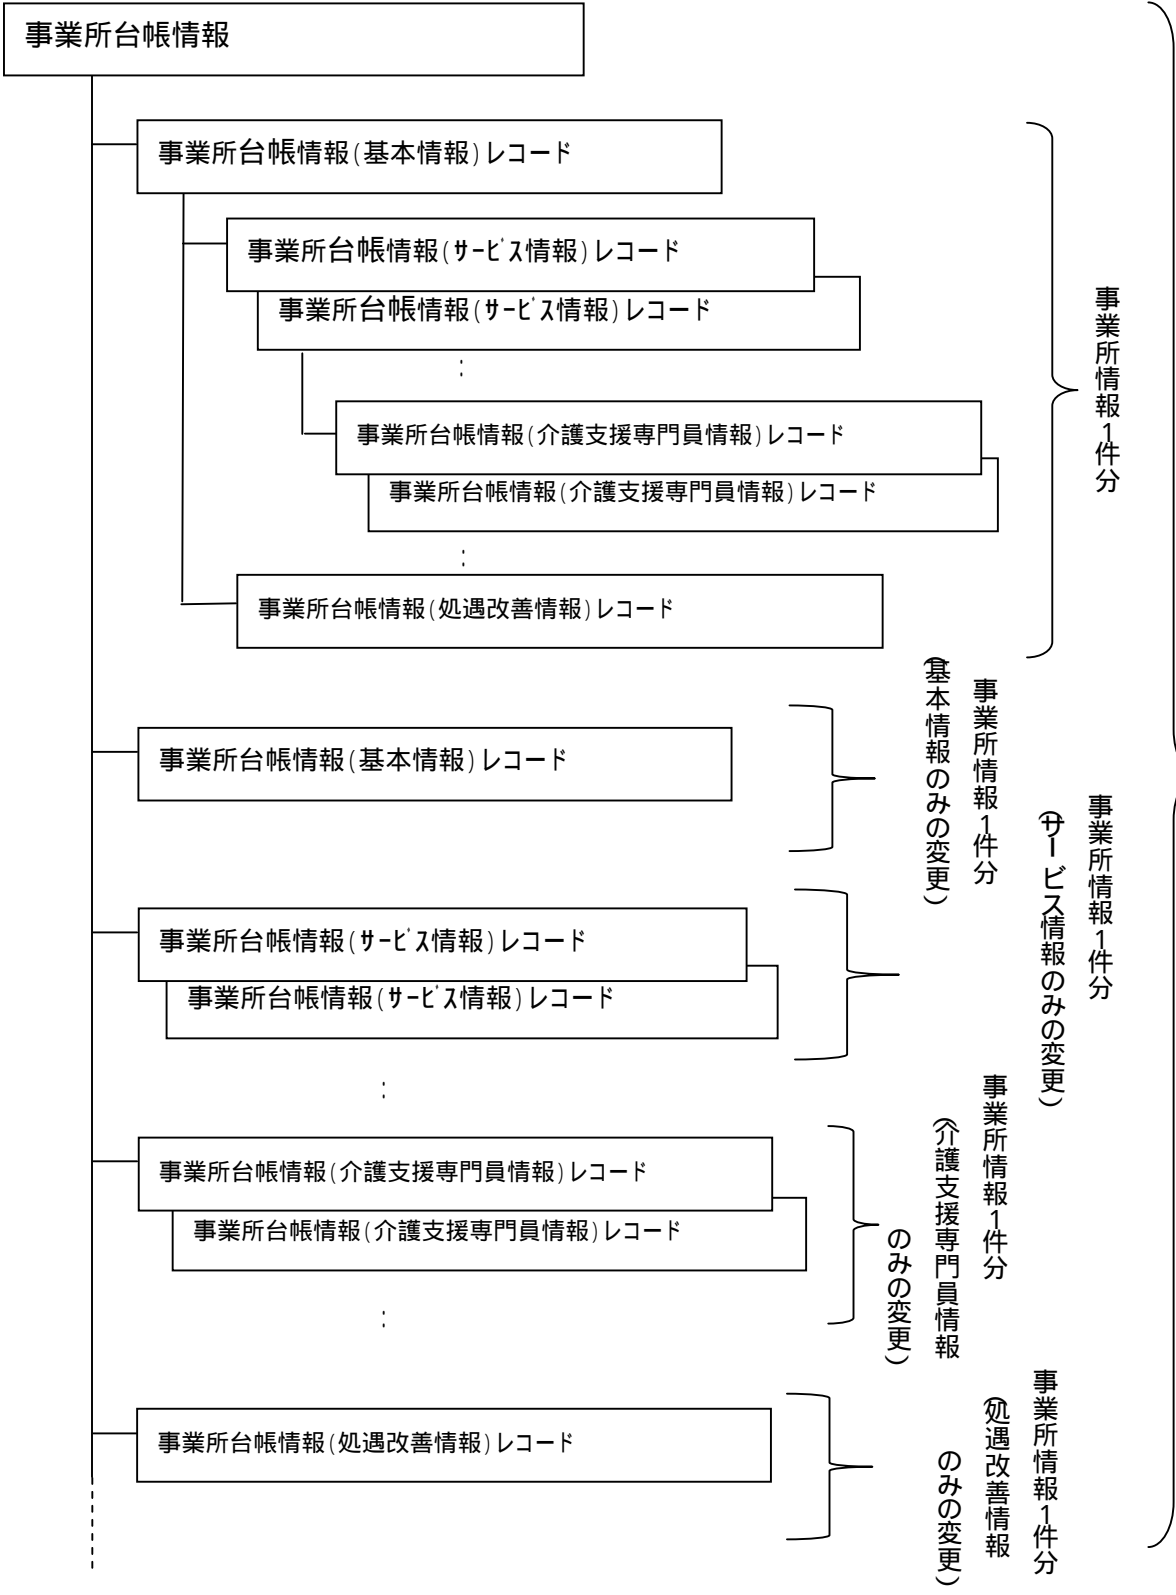 事業所台帳情報
事業所台帳情報(基本情報)レコード
事業所台帳情報(ｻｰﾋﾞｽ情報)レコード
事業所台帳情報(ｻｰﾋﾞｽ情報)レコード
:
事業所台帳情報(介護支援専門員情報)レコード
事業所台帳情報(介護支援専門員情報)レコード
:
事業所台帳情報(処遇改善情報)レコード
事業所情報1件分
事業所台帳情報(基本情報)レコード
事業所情報1件分
(基本情報のみの変更)
事業所台帳情報(ｻｰﾋﾞｽ情報)レコード
事業所台帳情報(ｻｰﾋﾞｽ情報)レコード
:
事業所情報1件分
(サービス情報のみの変更)
事業所台帳情報(介護支援専門員情報)レコード
事業所台帳情報(介護支援専門員情報)レコード
:
事業所情報1件分
(介護支援専門員情報
のみの変更)
事業所台帳情報(処遇改善情報)レコード
事業所情報1件分
(処遇改善情報
のみの変更)